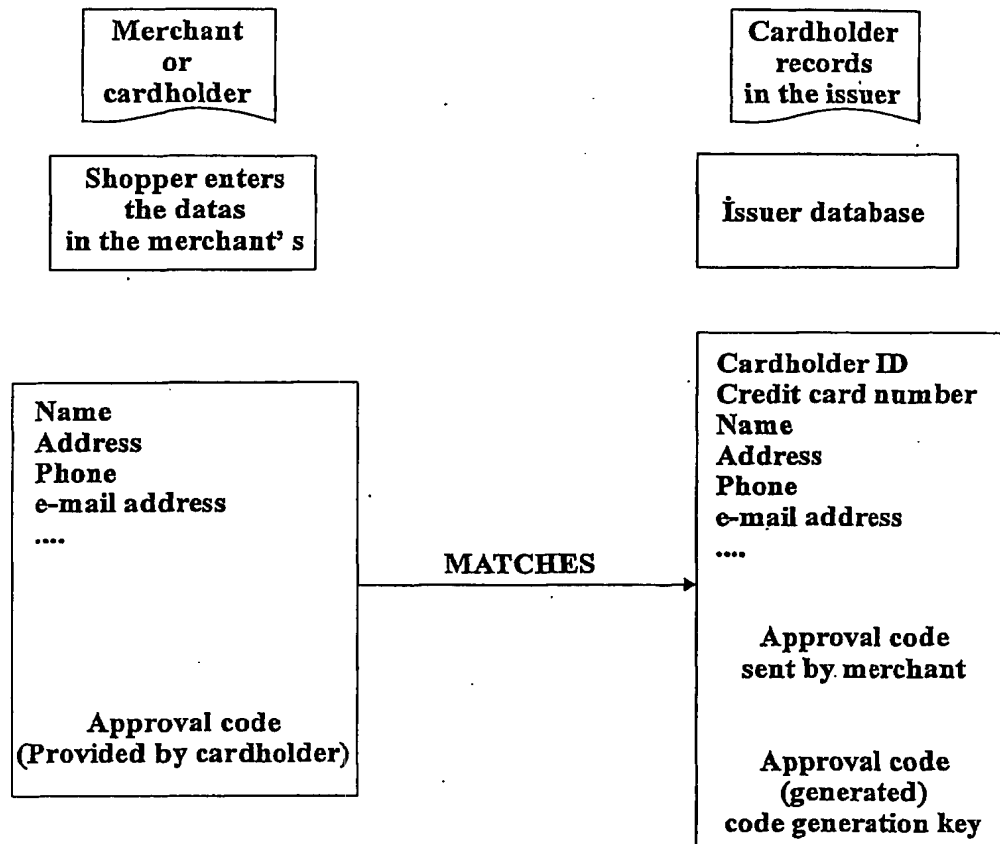 Merchant
or
cardholder
Shopper enters
the datas
in the merchant' s
Name
Address
Phone
e-mail address
....
Approval code
(Provided by cardholder)
MATCHES
Cardholder
records
in the issuer
İssuer database
Cardholder ID
Credit card number
Name
Address
Phone
e-mail address
....
Approval code
sent by merchant
Approval code
(generated)
code generation key